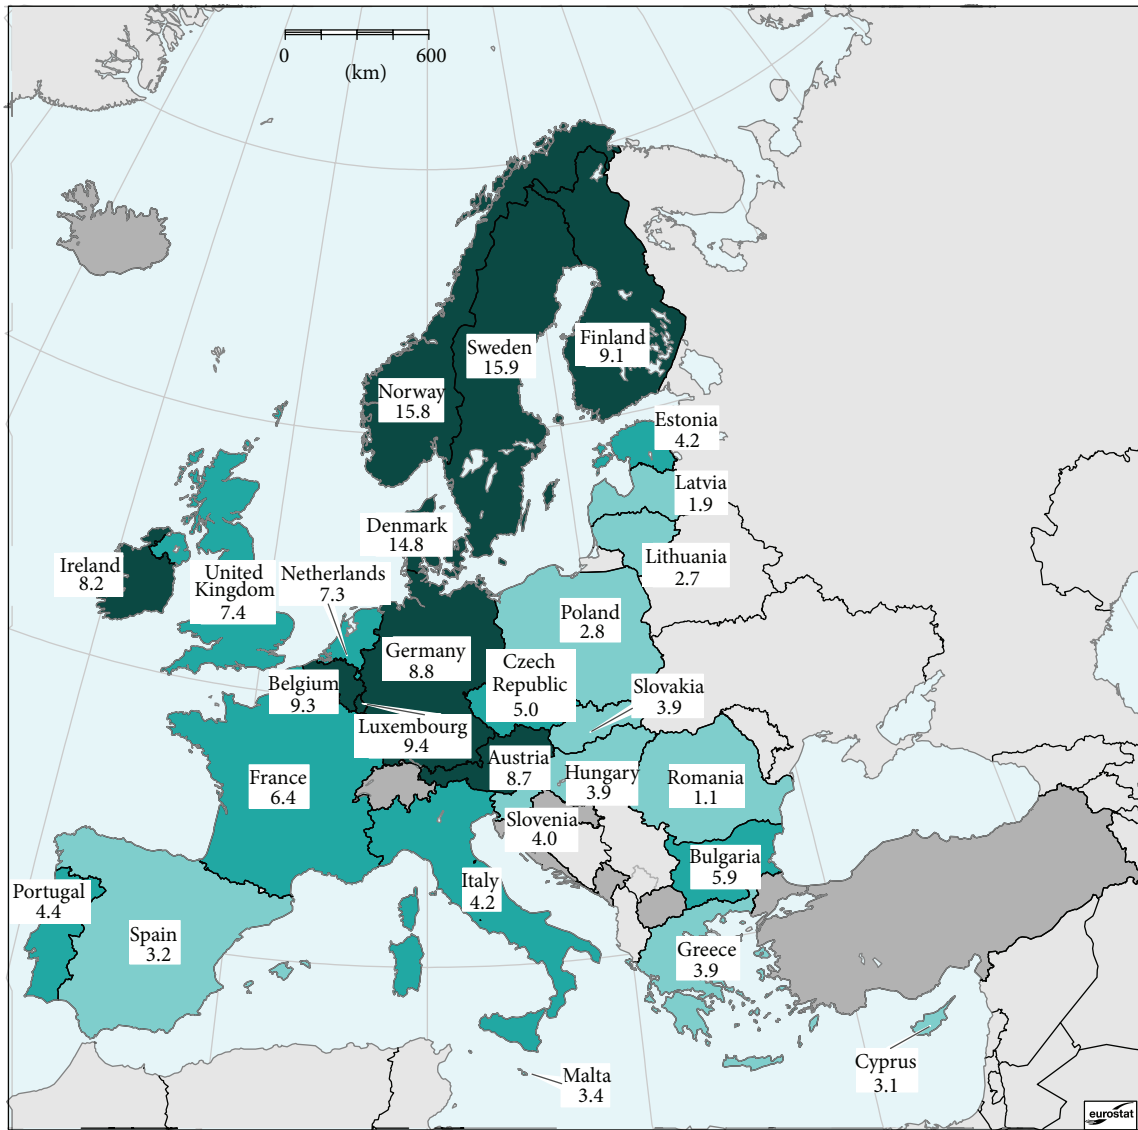 0
600
(km)
Finland
9.1
Sweden
15.9
Norway
15.8
Estonia
4.2
Latvia
1.9
Denmark
14.8
Lithuania
2.7
Ireland
8.2
United
Kingdom
7.4
Netherlands
7.3
Poland
2.8
Germany
8.8
Czech
Republic
5.0
Belgium
9.3
Slovakia
3.9
Luxembourg
9.4
Austria
8.7
Hungary
3.9
Romania
1.1
France
6.4
Slovenia
4.0
Bulgaria
5.9
Portugal
4.4
Italy
4.2
Spain
3.2
Greece
3.9
Cyprus
3.1
Malta
3.4
eurostat